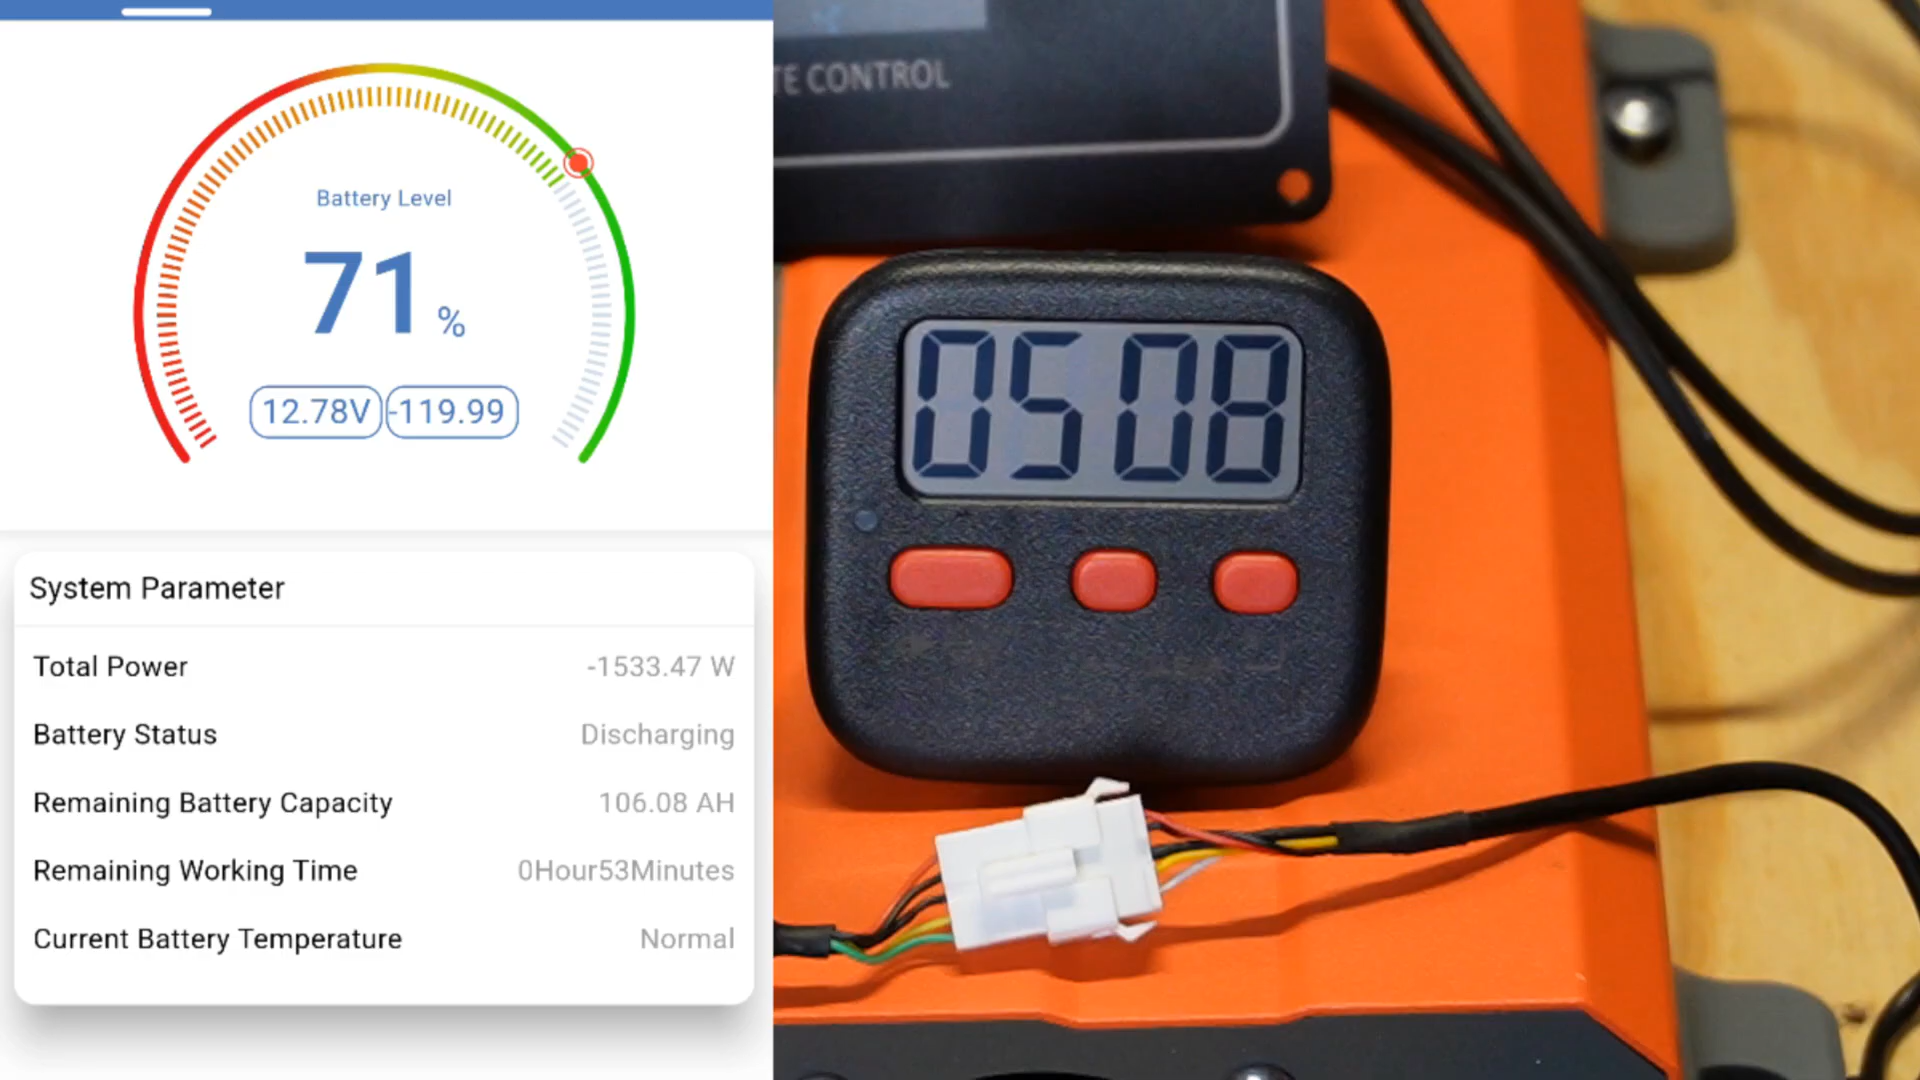 Battery Level
71 %
12.78V -119.99
System Parameter
Total Power -1533.47 W
Battery Status Discharging
Remaining Battery Capacity 106.08 AH
Remaining Working Time 0Hour53Minutes
Current Battery Temperature Normal
TE CONTROL
0508